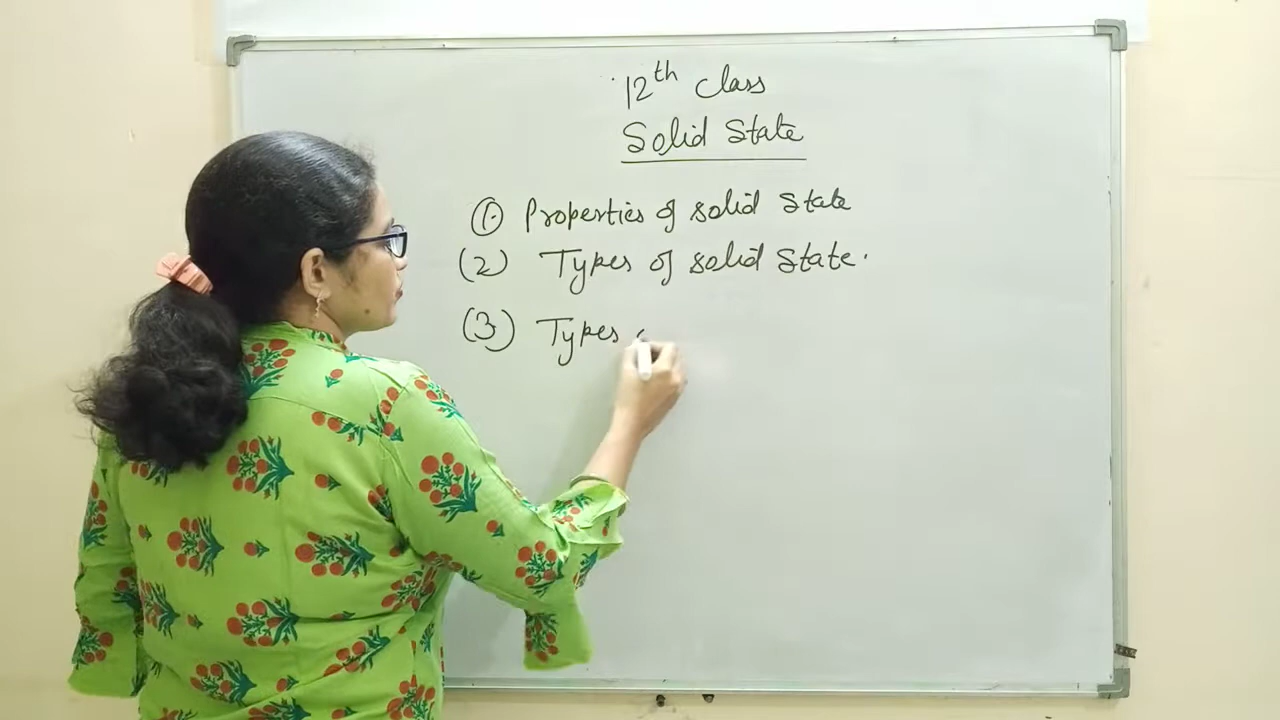 12th class
Solid State
1. Properties of solid state
(2) Types of solid state.
(3) Types